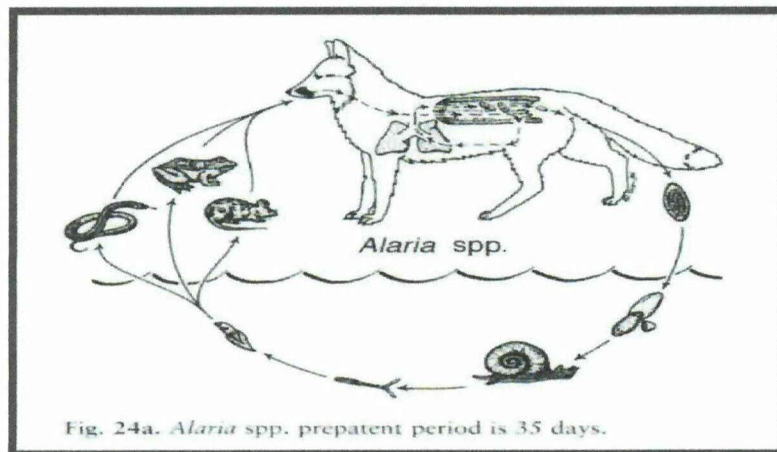 Alaria spp.
Fig. 24a. Alaria spp. prepatent period is 35 days.